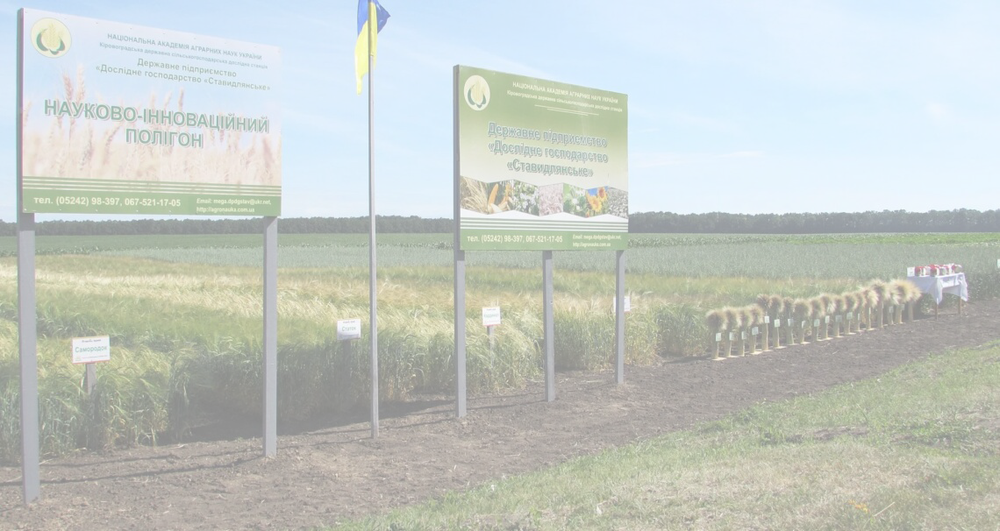 НАЦІОНАЛЬНА АКАДЕМІЯ АГРАРНИХ НАУК УКРАЇНИ
Кіровоградська державна сільськогосподарська дослідна станція
Державне підприємство
«Дослідне господарство «Ставидлянське»
НАУКОВО-ІННОВАЦІЙНИЙ
ПОЛІГОН
тел. (05242) 98-397, 067-521-17-05
Email: mega.dpdgstav@ukr.net,
http://agronauka.com.ua
НАЦІОНАЛЬНА АКАДЕМІЯ АГРАРНИХ НАУК УКРАЇНИ
Кіровоградська державна сільськогосподарська дослідна станція
Державне підприємство
«Дослідне господарство
«Ставидлянське»
тел. (05242) 98-397, 067-521-17-05
Email: mega.dpdgstav@ukr.net,
http://agronauka.com.ua
Самородок
Статок